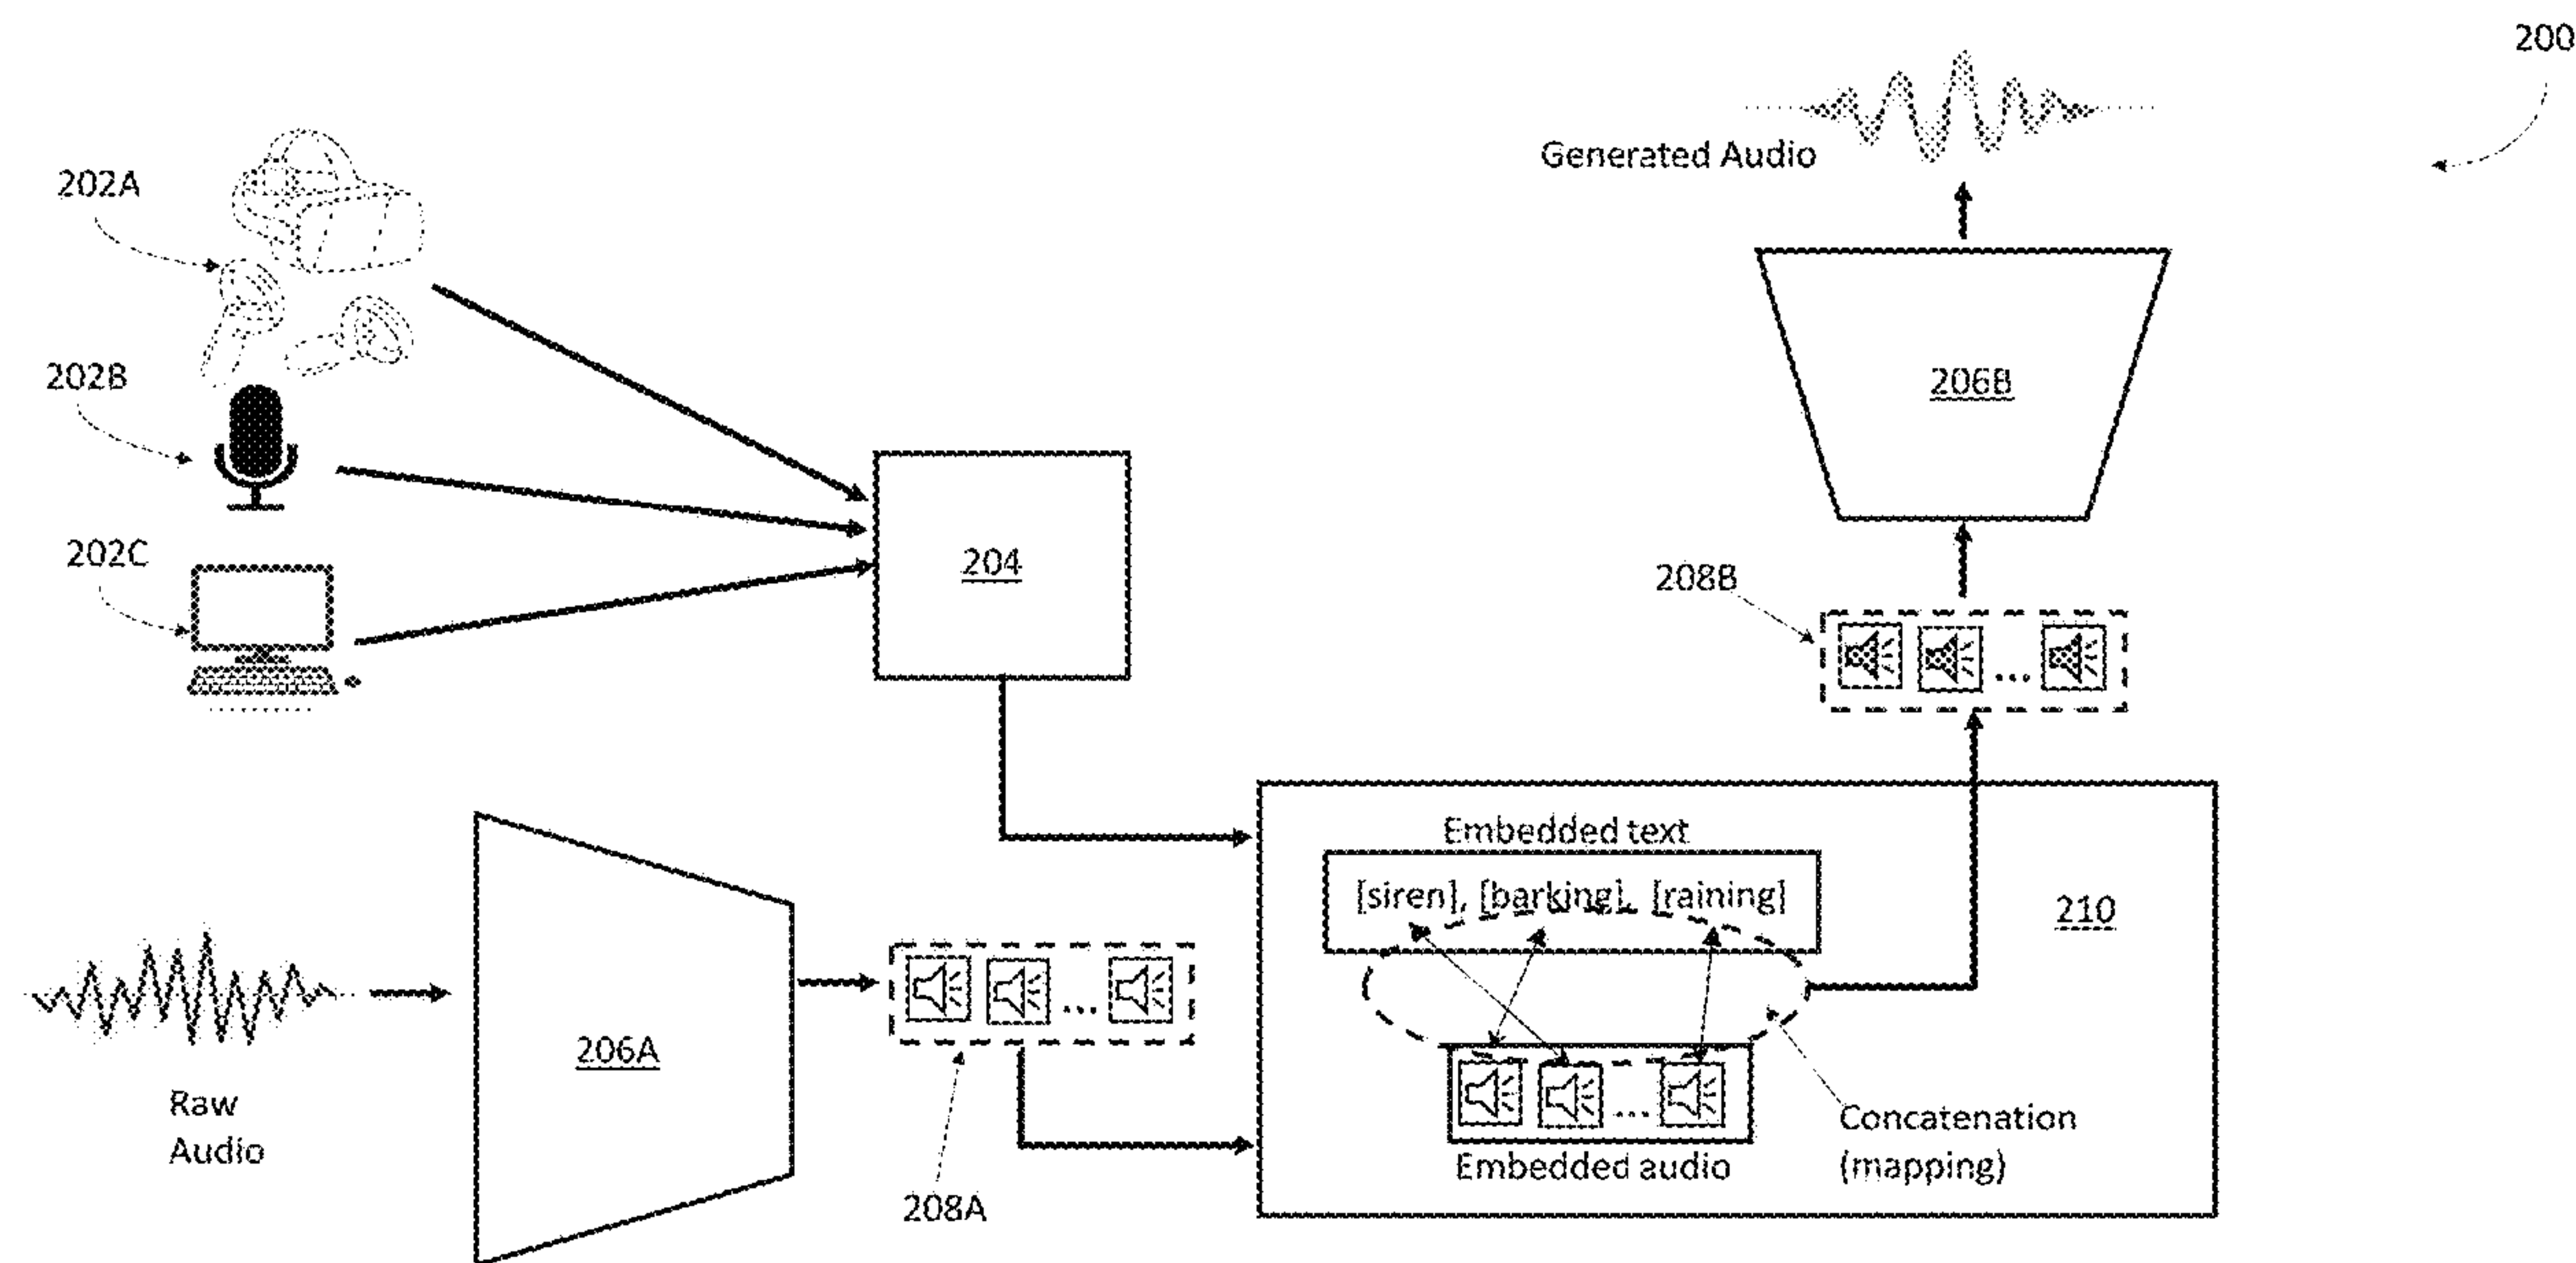 200
Generated Audio
202A
202B
206B
202C
204
208B
Embedded text
[siren], [barking], [raining]
210
206A
Raw
Audio
Concatenation
(mapping)
Embedded audio
208A